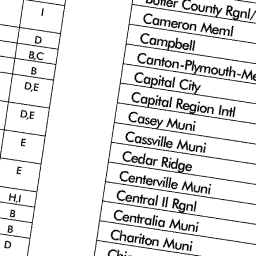 I
D
B,C
B
D,E
D,E
E
E
H,I
B
B
D
Butler County Rgnl/
Cameron Meml
Campbell
Canton-Plymouth-Me
Capital City
Capital Region Intl
Casey Muni
Cassville Muni
Cedar Ridge
Centerville Muni
Central Il Rgnl
Centralia Muni
Chariton Muni